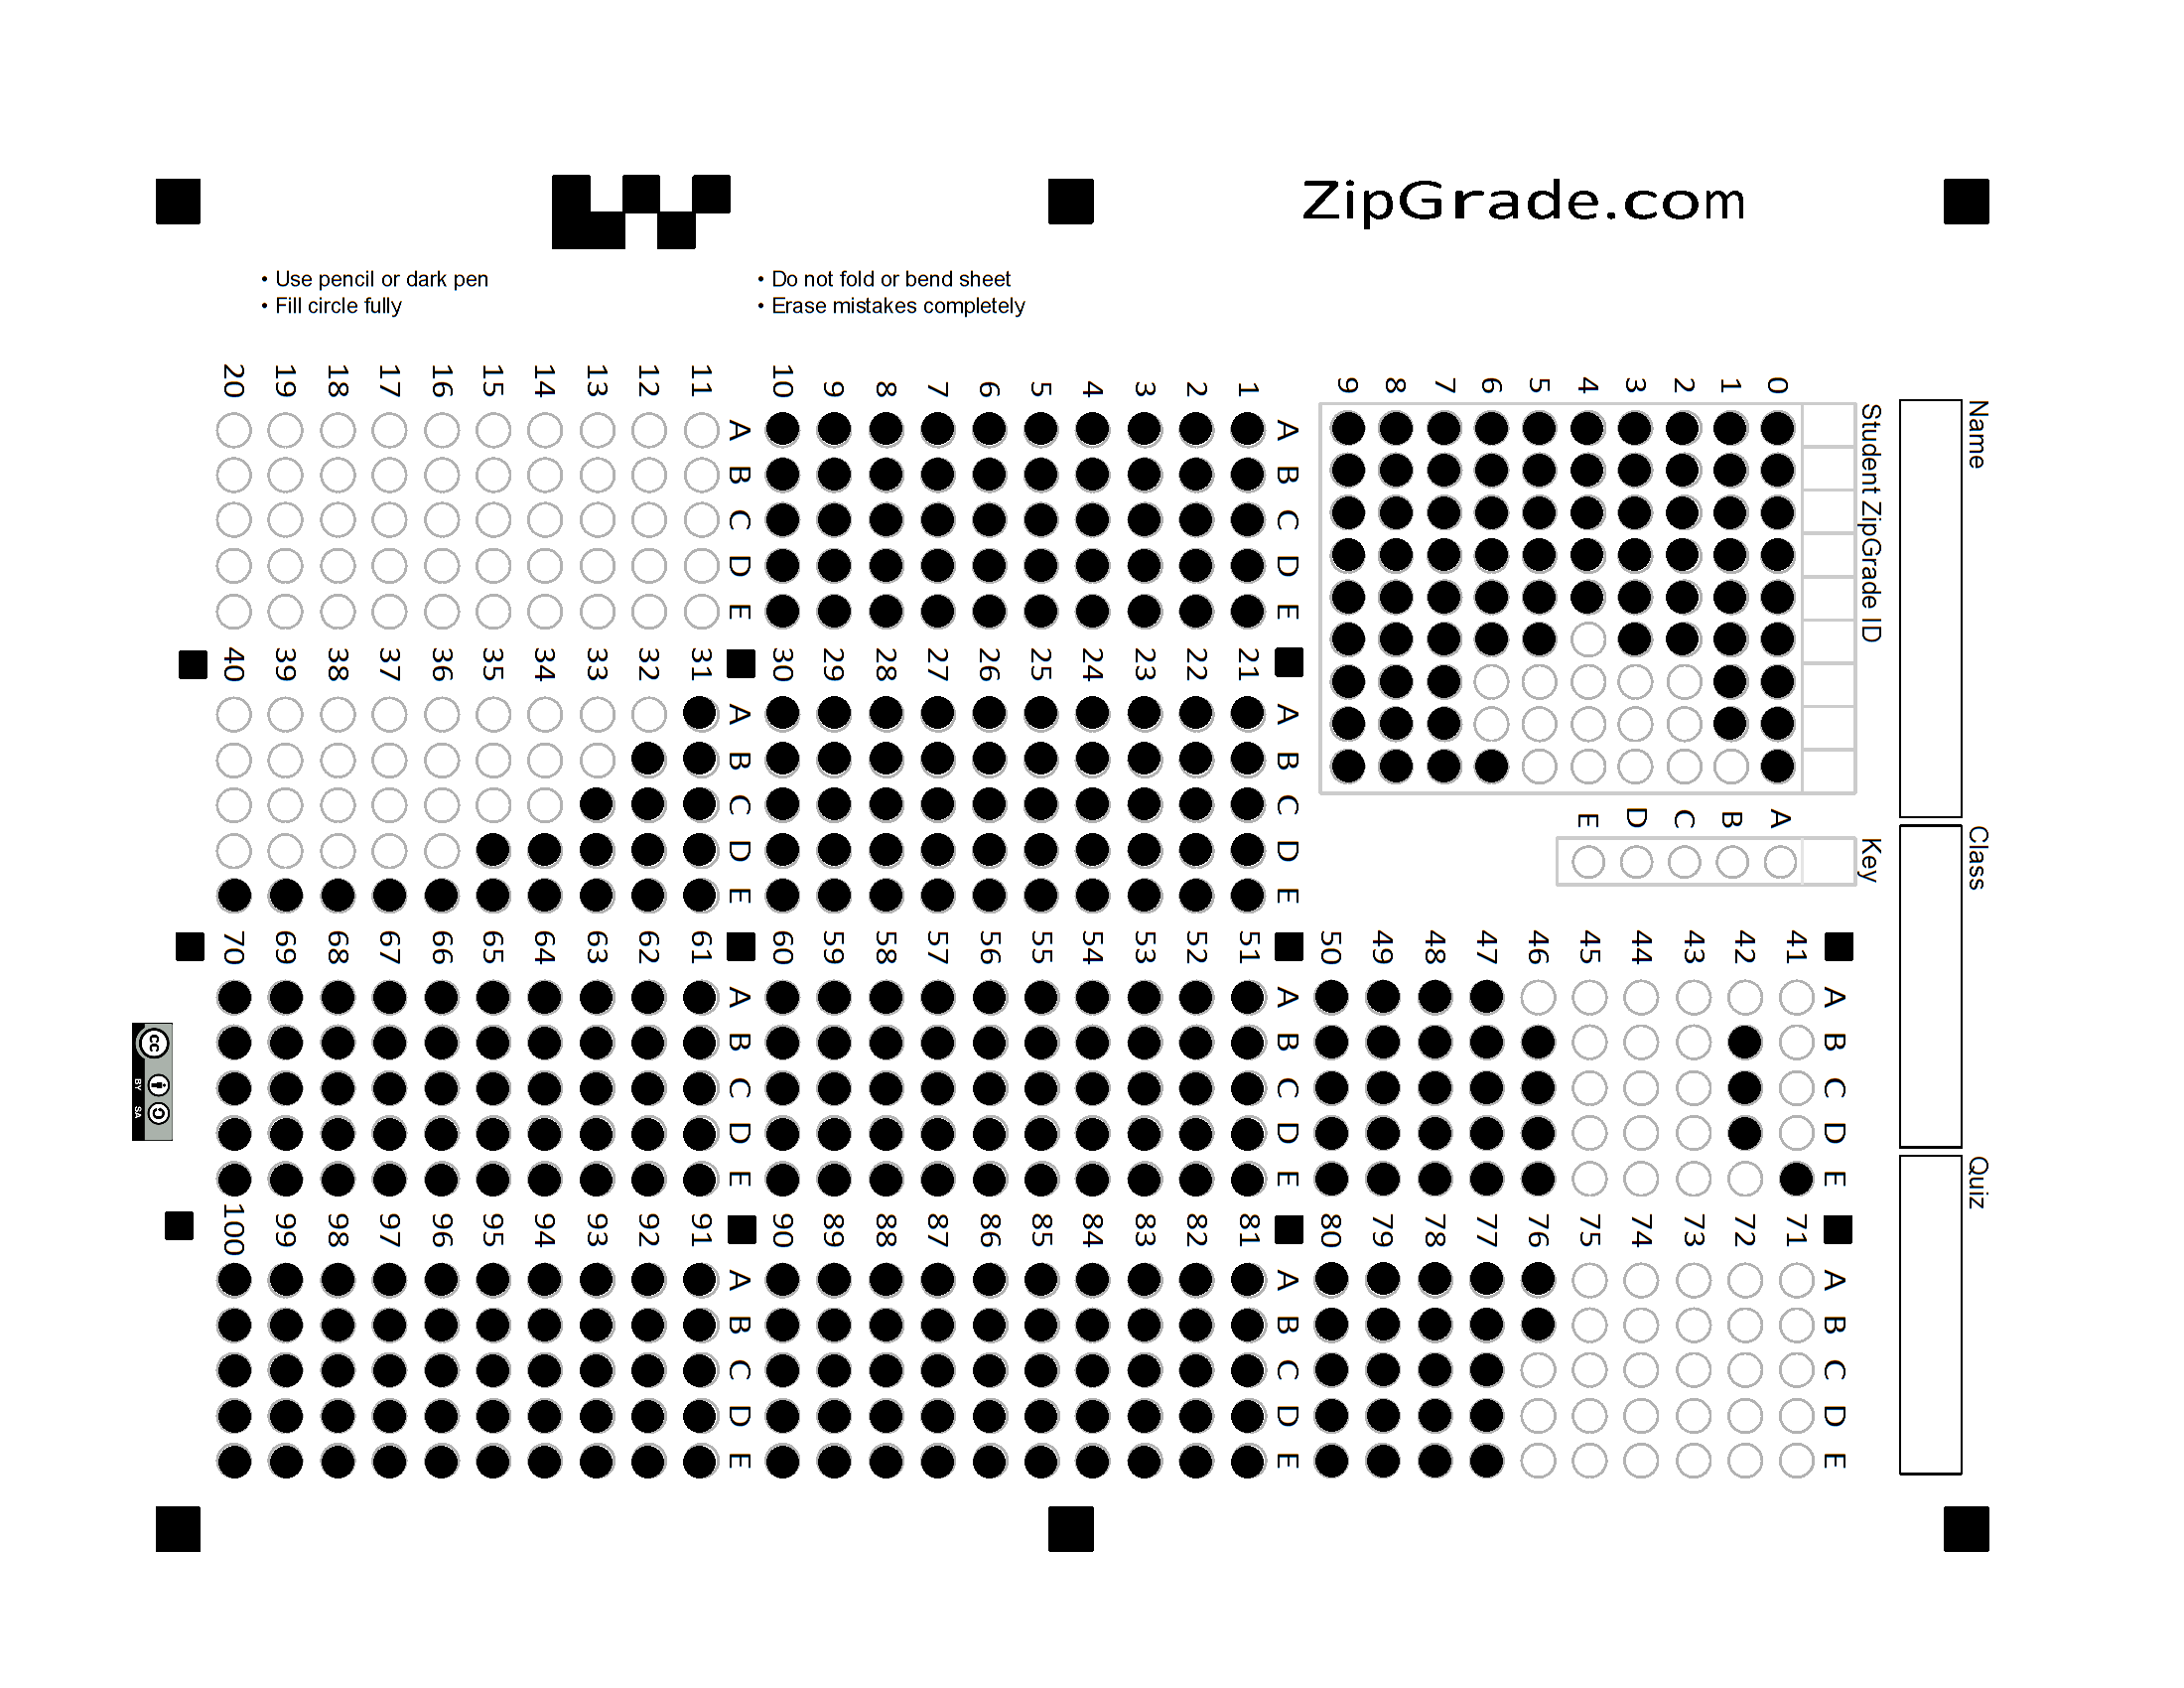 ZipGrade.com
• Use pencil or dark pen
• Fill circle fully
• Do not fold or bend sheet
• Erase mistakes completely
Name
Class
Quiz
Student ZipGrade ID
0 1 2 3 4 5 6 7 8 9
Key
A B C D E
A B C D E
1 2 3 4 5 6 7 8 9 10
A B C D E
11 12 13 14 15 16 17 18 19 20
A B C D E
21 22 23 24 25 26 27 28 29 30
A B C D E
31 32 33 34 35 36 37 38 39 40
A B C D E
41 42 43 44 45 46 47 48 49 50
A B C D E
51 52 53 54 55 56 57 58 59 60
A B C D E
61 62 63 64 65 66 67 68 69 70
A B C D E
71 72 73 74 75 76 77 78 79 80
A B C D E
81 82 83 84 85 86 87 88 89 90
A B C D E
91 92 93 94 95 96 97 98 99 100
cc
BY SA